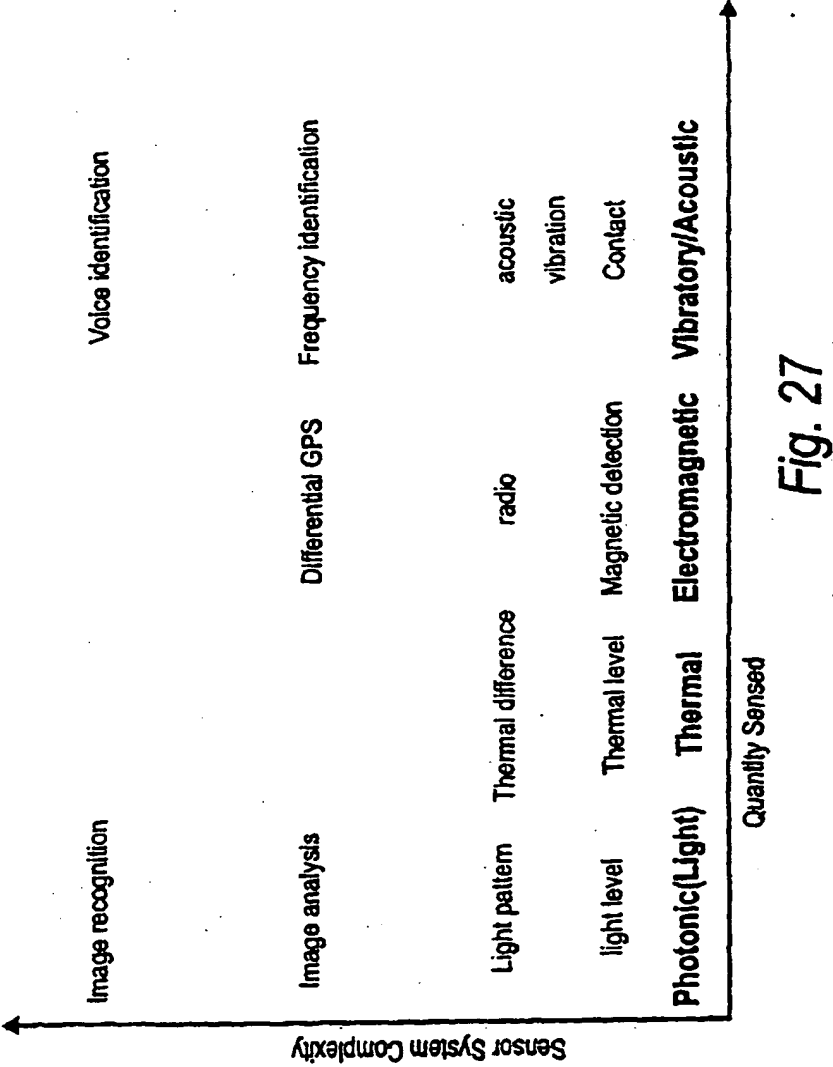 Sensor System Complexity
Image recognition
Voice identification
Image analysis
Differential GPS
Frequency identification
Light pattern
Thermal difference
radio
acoustic
vibration
light level
Thermal level
Magnetic detection
Contact
Photonic(Light)
Thermal
Electromagnetic
Vibratory/Acoustic
Quantity Sensed
Fig. 27